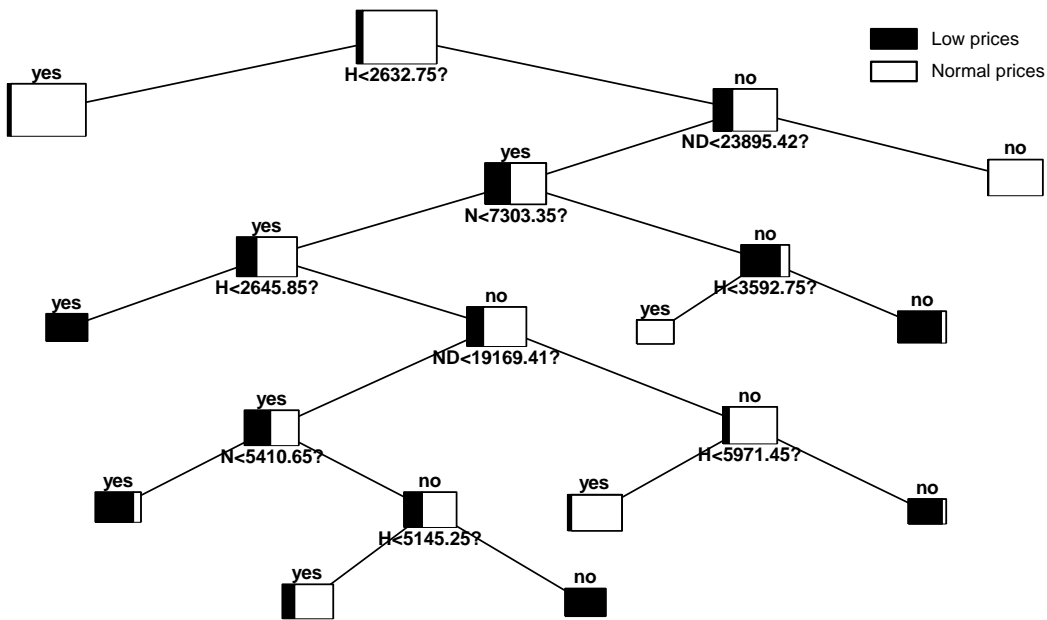 Low prices
Normal prices
H<2632.75?
yes
no
ND<23895.42?
yes
no
N<7303.35?
yes
no
H<2645.85?
H<3592.75?
yes
no
yes
no
ND<19169.41?
yes
no
N<5410.65?
H<5971.45?
yes
no
yes
no
H<5145.25?
yes
no